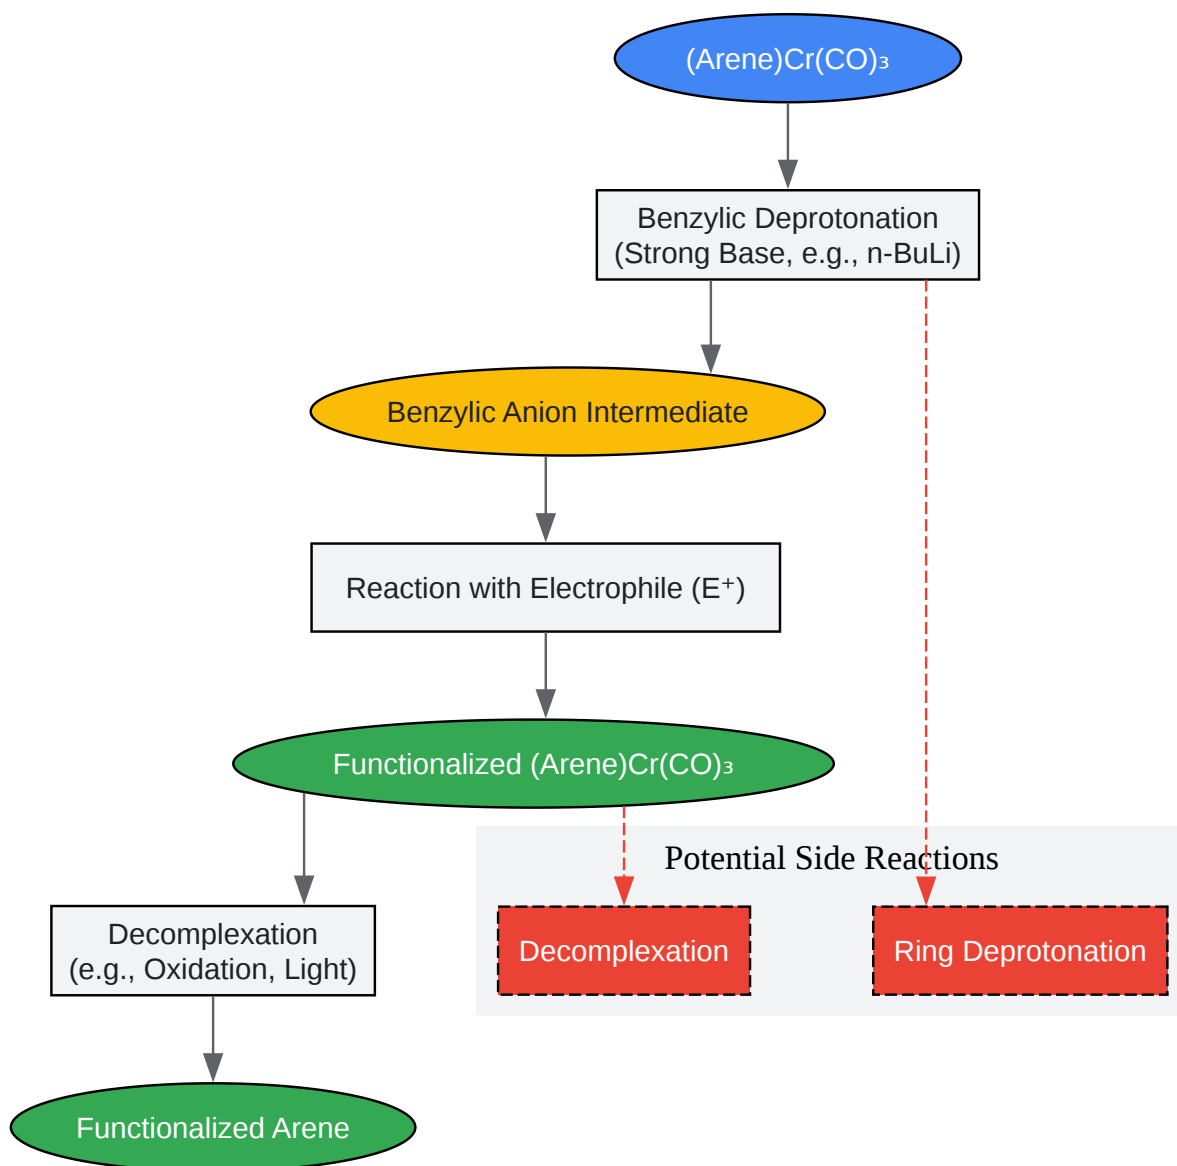 (Arene)Cr(CO)₃
Benzylic Deprotonation
(Strong Base, e.g., n-BuLi)
Benzylic Anion Intermediate
Reaction with Electrophile (E⁺)
Functionalized (Arene)Cr(CO)₃
Potential Side Reactions
Decomplexation
(e.g., Oxidation, Light)
Decomplexation
Ring Deprotonation
Functionalized Arene